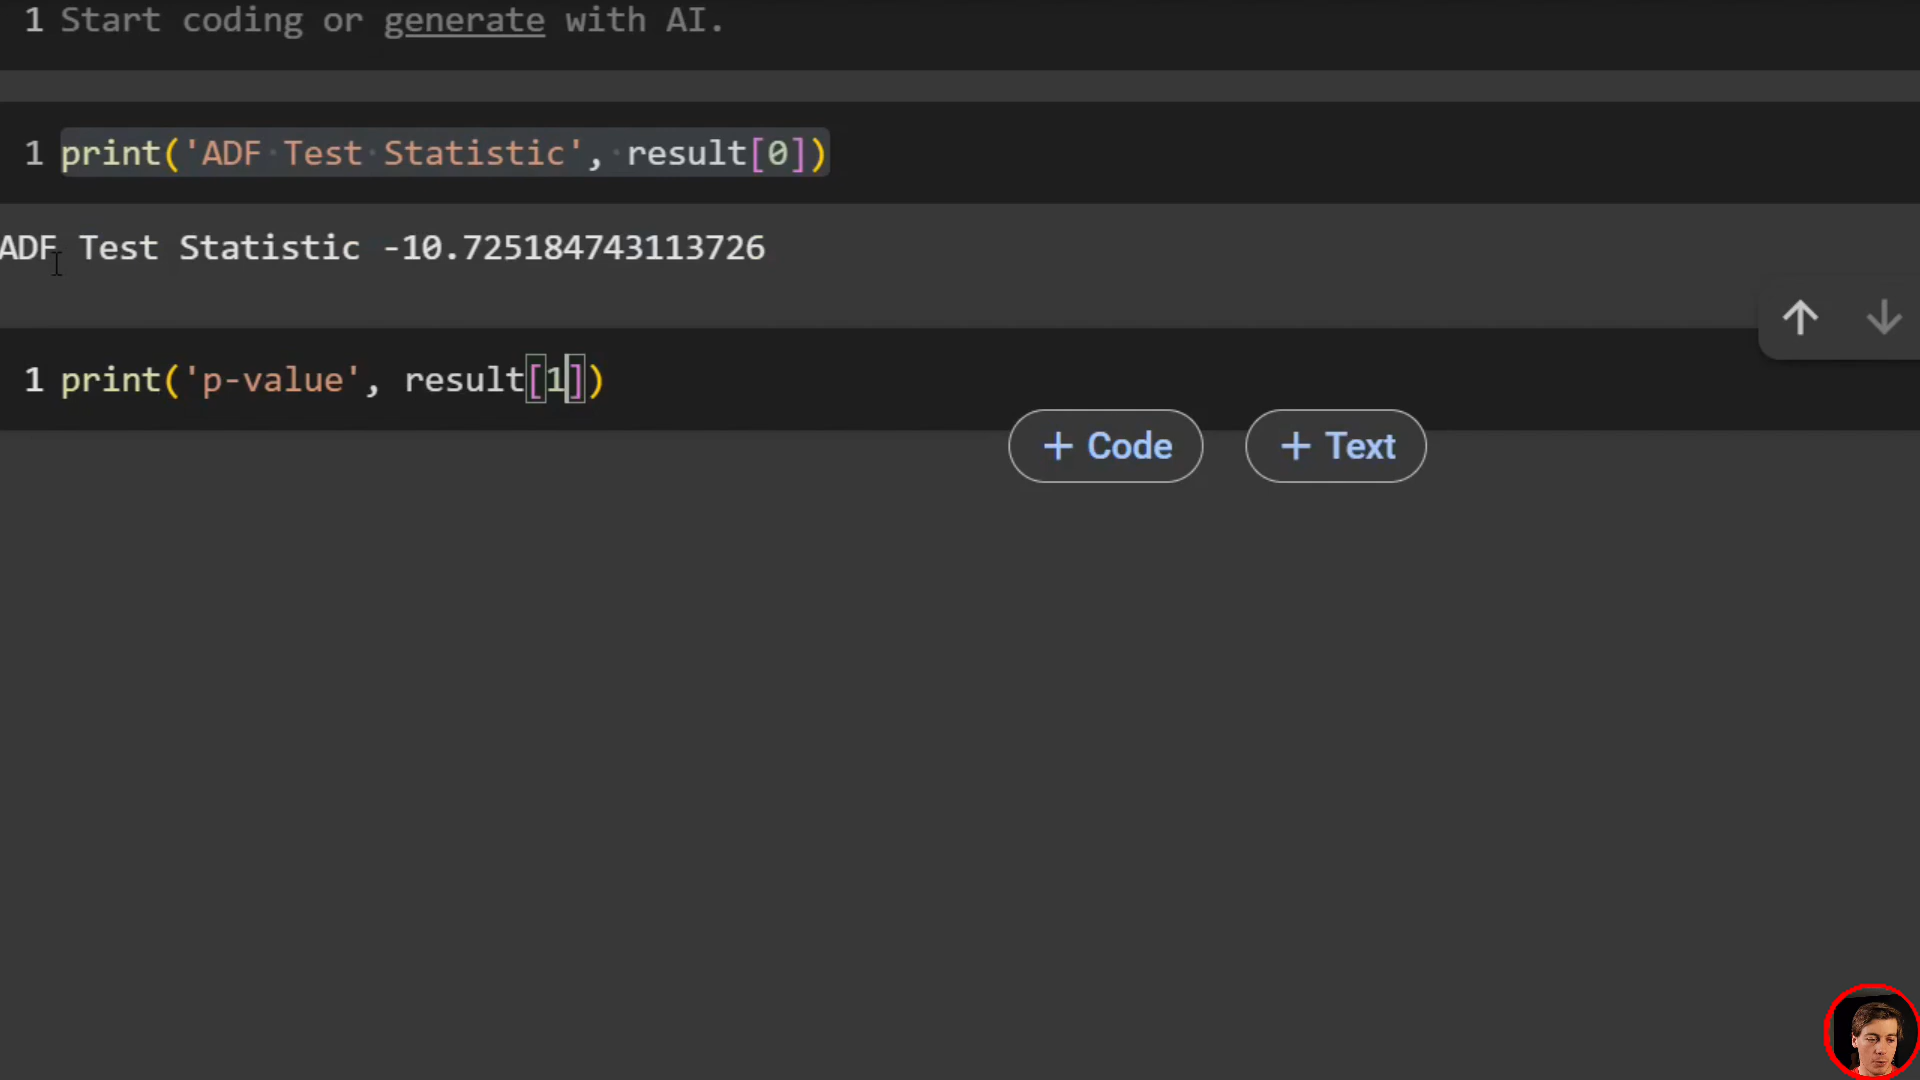 1 Start coding or generate with AI.
1 print('ADF Test Statistic', result[0])
ADF Test Statistic -10.725184743113726
1 print('p-value', result[1])
+ Code + Text